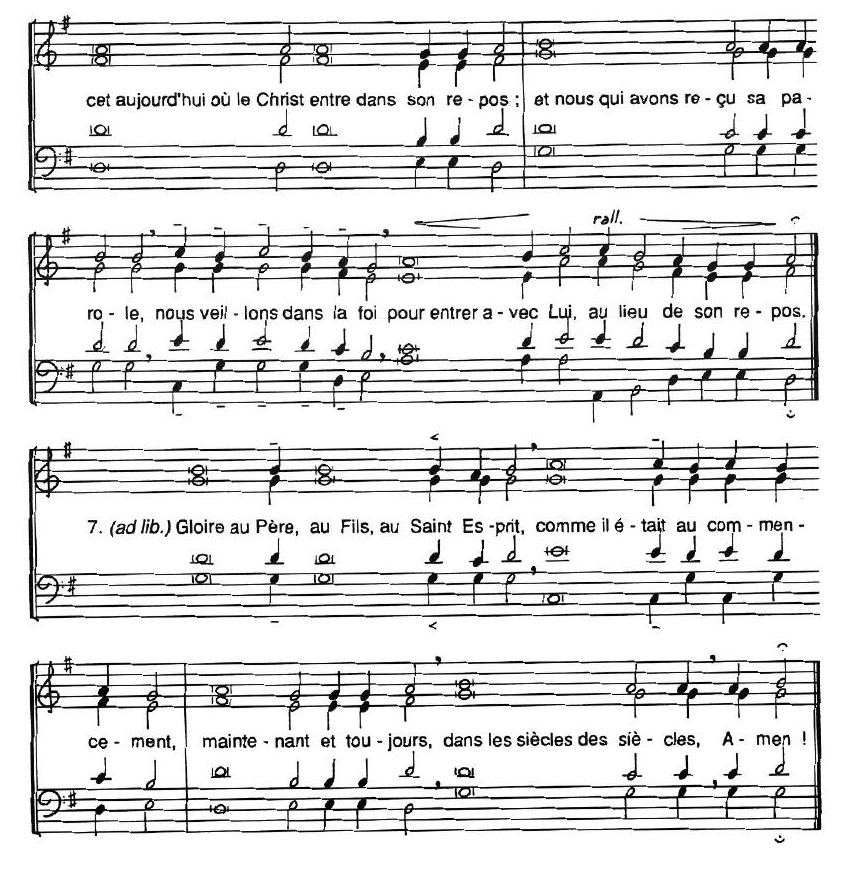 cet aujourd'hui où le Christ entre dans son re - pos ; et nous qui avons re - çu sa pa -
rall.
ro - le, nous veil - lons dans la foi pour entrer a - vec Lui, au lieu de son re - pos.
7. (ad lib.) Gloire au Père, au Fils, au Saint Es - prit, comme il é - tait au com - men -
ce - ment, mainte - nant et tou - jours, dans les siècles des siè - cles, A - men !